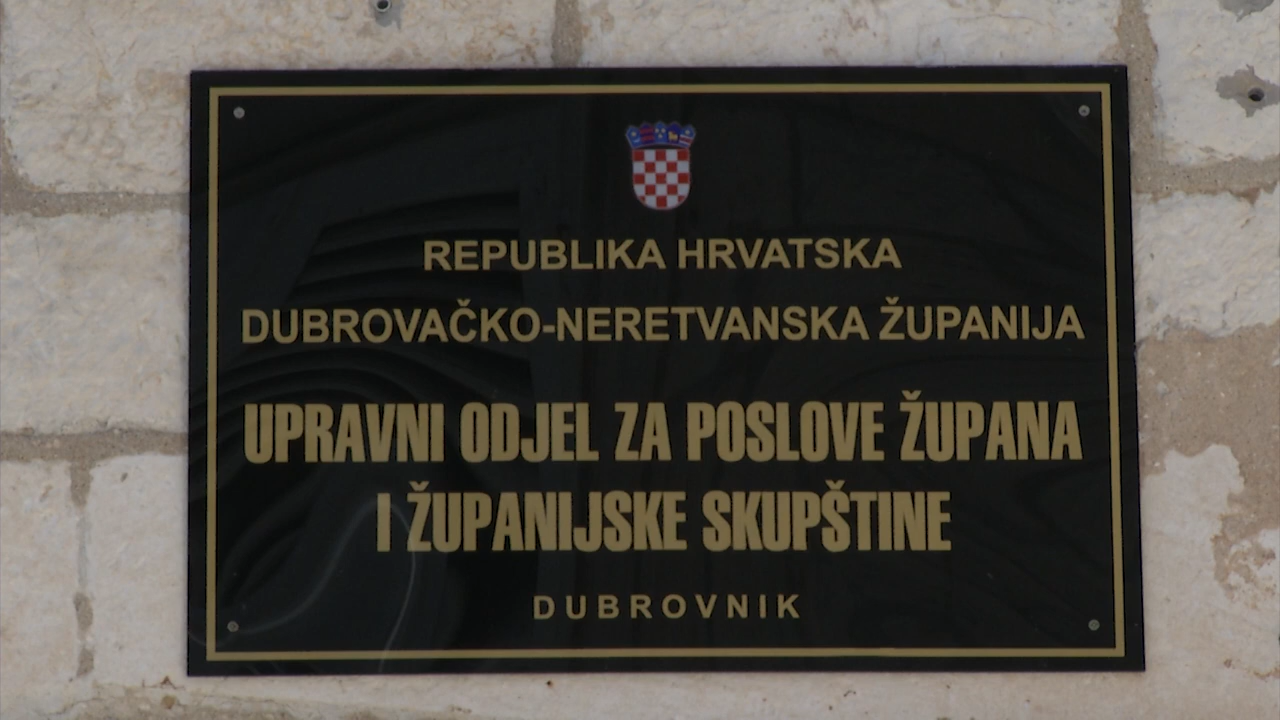 REPUBLIKA HRVATSKA
DUBROVAČKO-NERETVANSKA ŽUPANIJA
UPRAVNI ODJEL ZA POSLOVE ŽUPANA
I ŽUPANIJSKE SKUPŠTINE
DUBROVNIK